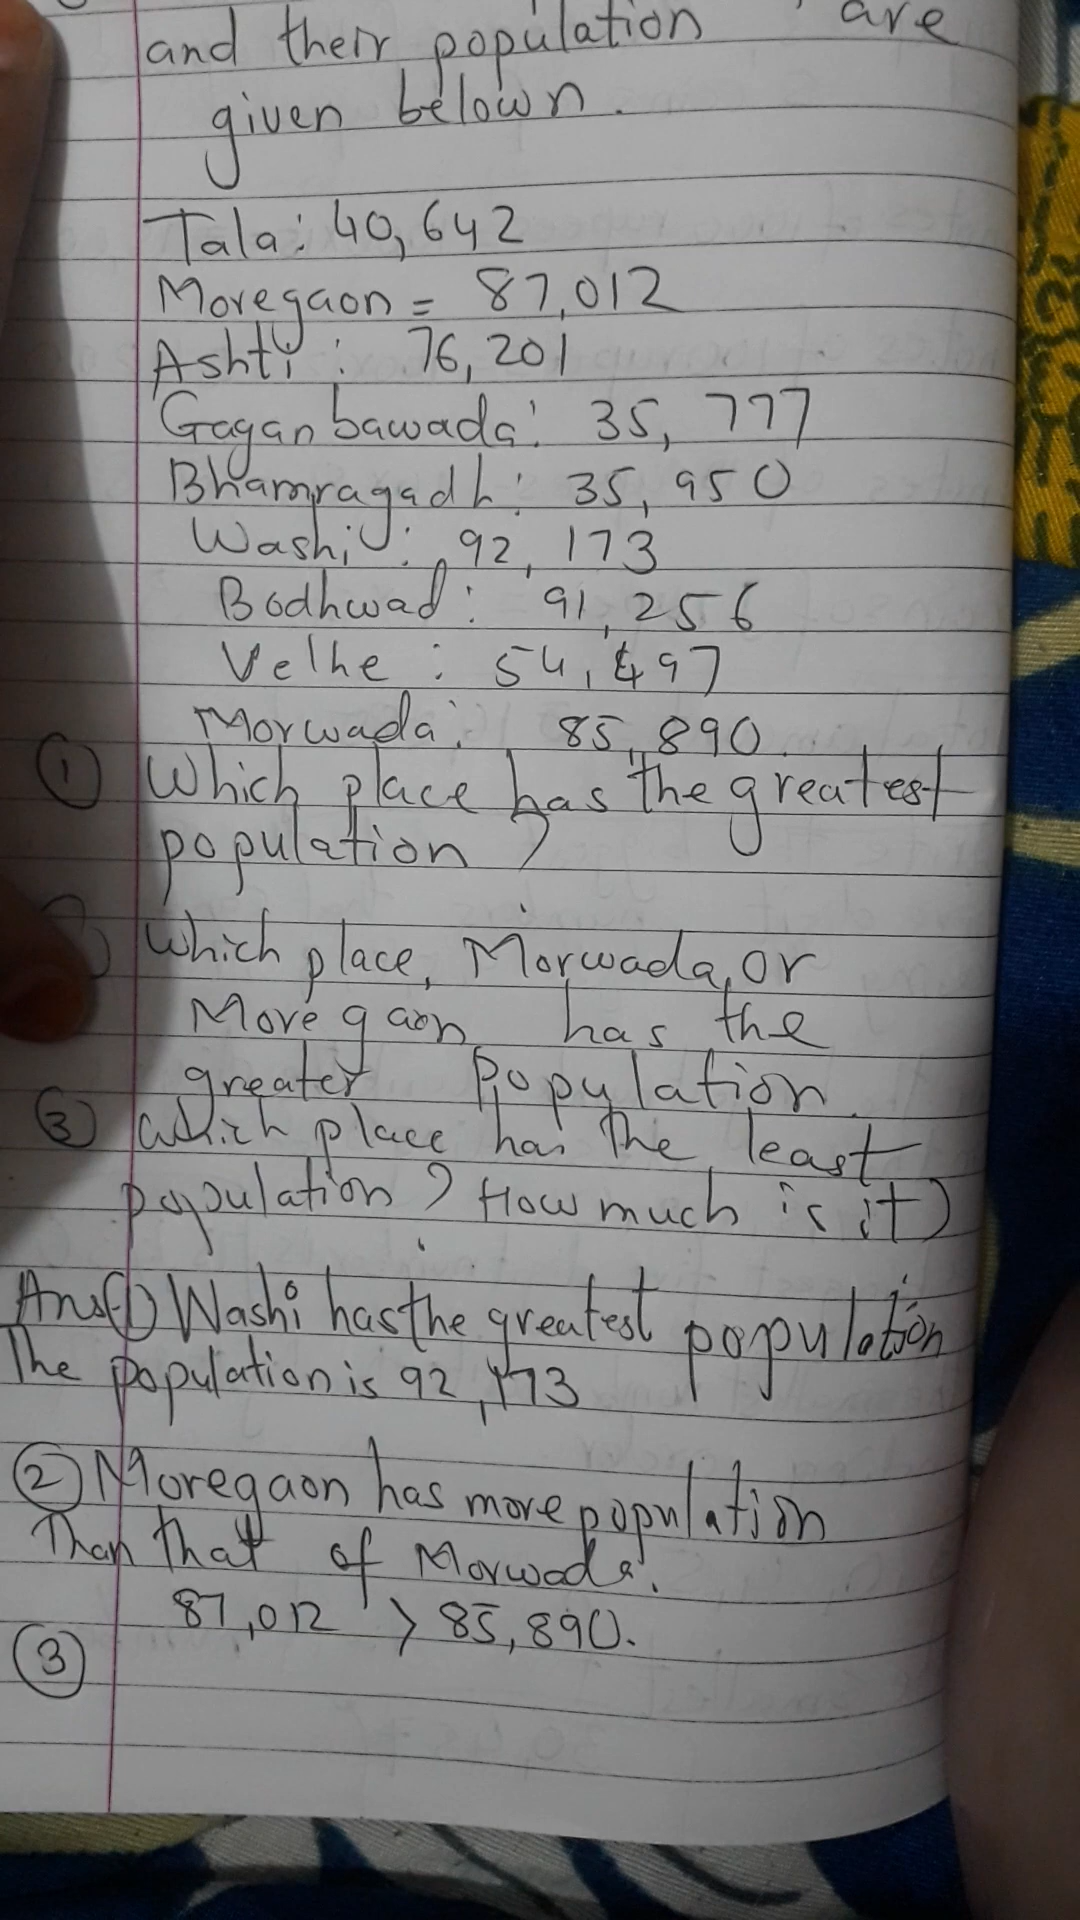 and their population are
given belown.
Tala: 40,642
Moregaon = 87,012
Ashti : 76,201
Gaganbawada: 35,777
Bhamragadh: 35,950
Washi : 92,173
Bodhwad : 91,256
Velhe : 54,497
Morwada: 85,890.
① Which place has the greatest
population?
Which place, Morwada, or
Moregaon has the
greater Population.
③ which place has the least
population? How much is it?
Ans ① Washi has the greatest population
The population is 92,173
② Moregaon has more population
Than that of Morwada.
87,012 > 85,890.
③